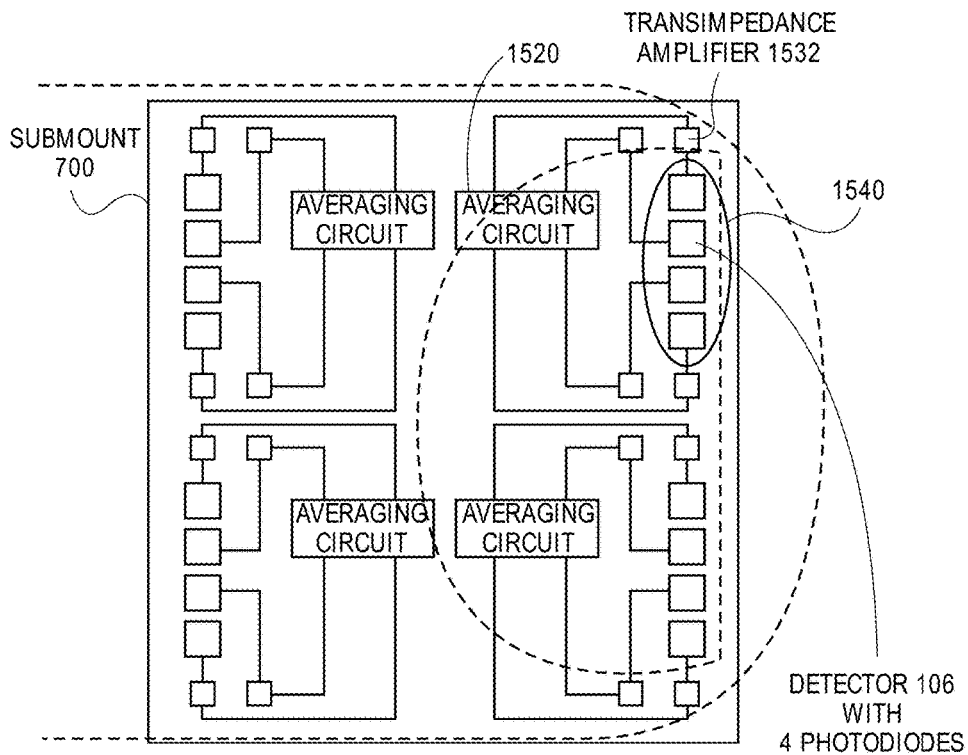 TRANSIMPEDANCE
AMPLIFIER 1532
1520
SUBMOUNT
700
1540
AVERAGING
CIRCUIT
AVERAGING
CIRCUIT
AVERAGING
CIRCUIT
AVERAGING
CIRCUIT
DETECTOR 106
WITH
4 PHOTODIODES